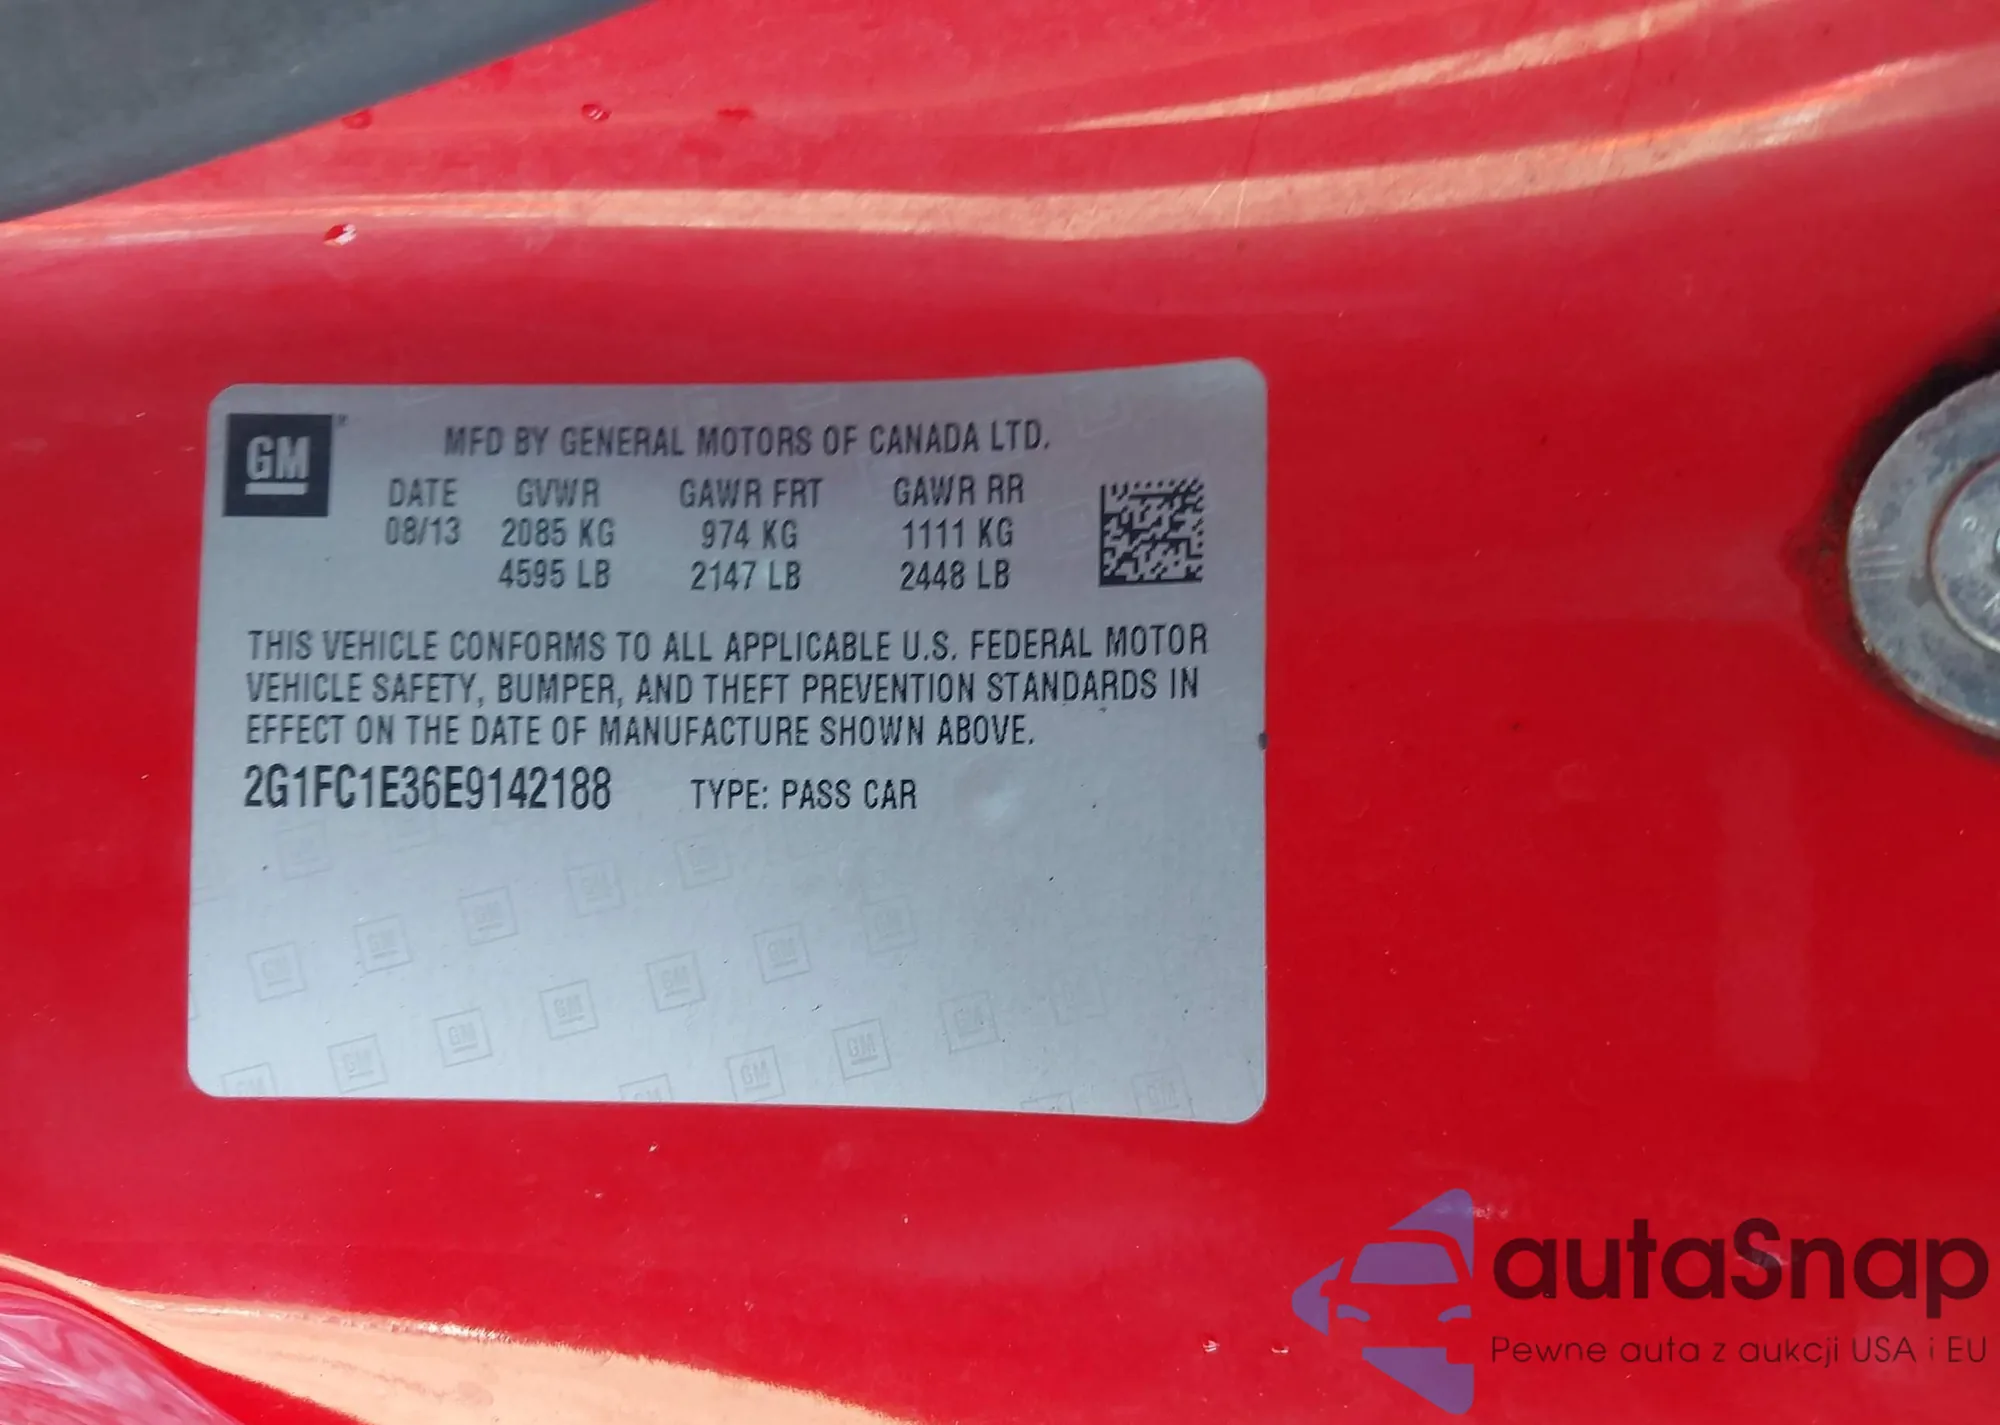 GM
MFD BY GENERAL MOTORS OF CANADA LTD.
DATE GVWR GAWR FRT GAWR RR
08/13 2085 KG 974 KG 1111 KG
4595 LB 2147 LB 2448 LB
THIS VEHICLE CONFORMS TO ALL APPLICABLE U.S. FEDERAL MOTOR
VEHICLE SAFETY, BUMPER, AND THEFT PREVENTION STANDARDS IN
EFFECT ON THE DATE OF MANUFACTURE SHOWN ABOVE.
2G1FC1E36E9142188 TYPE: PASS CAR
autaSnap
Pewne auta z aukcji USA i EU